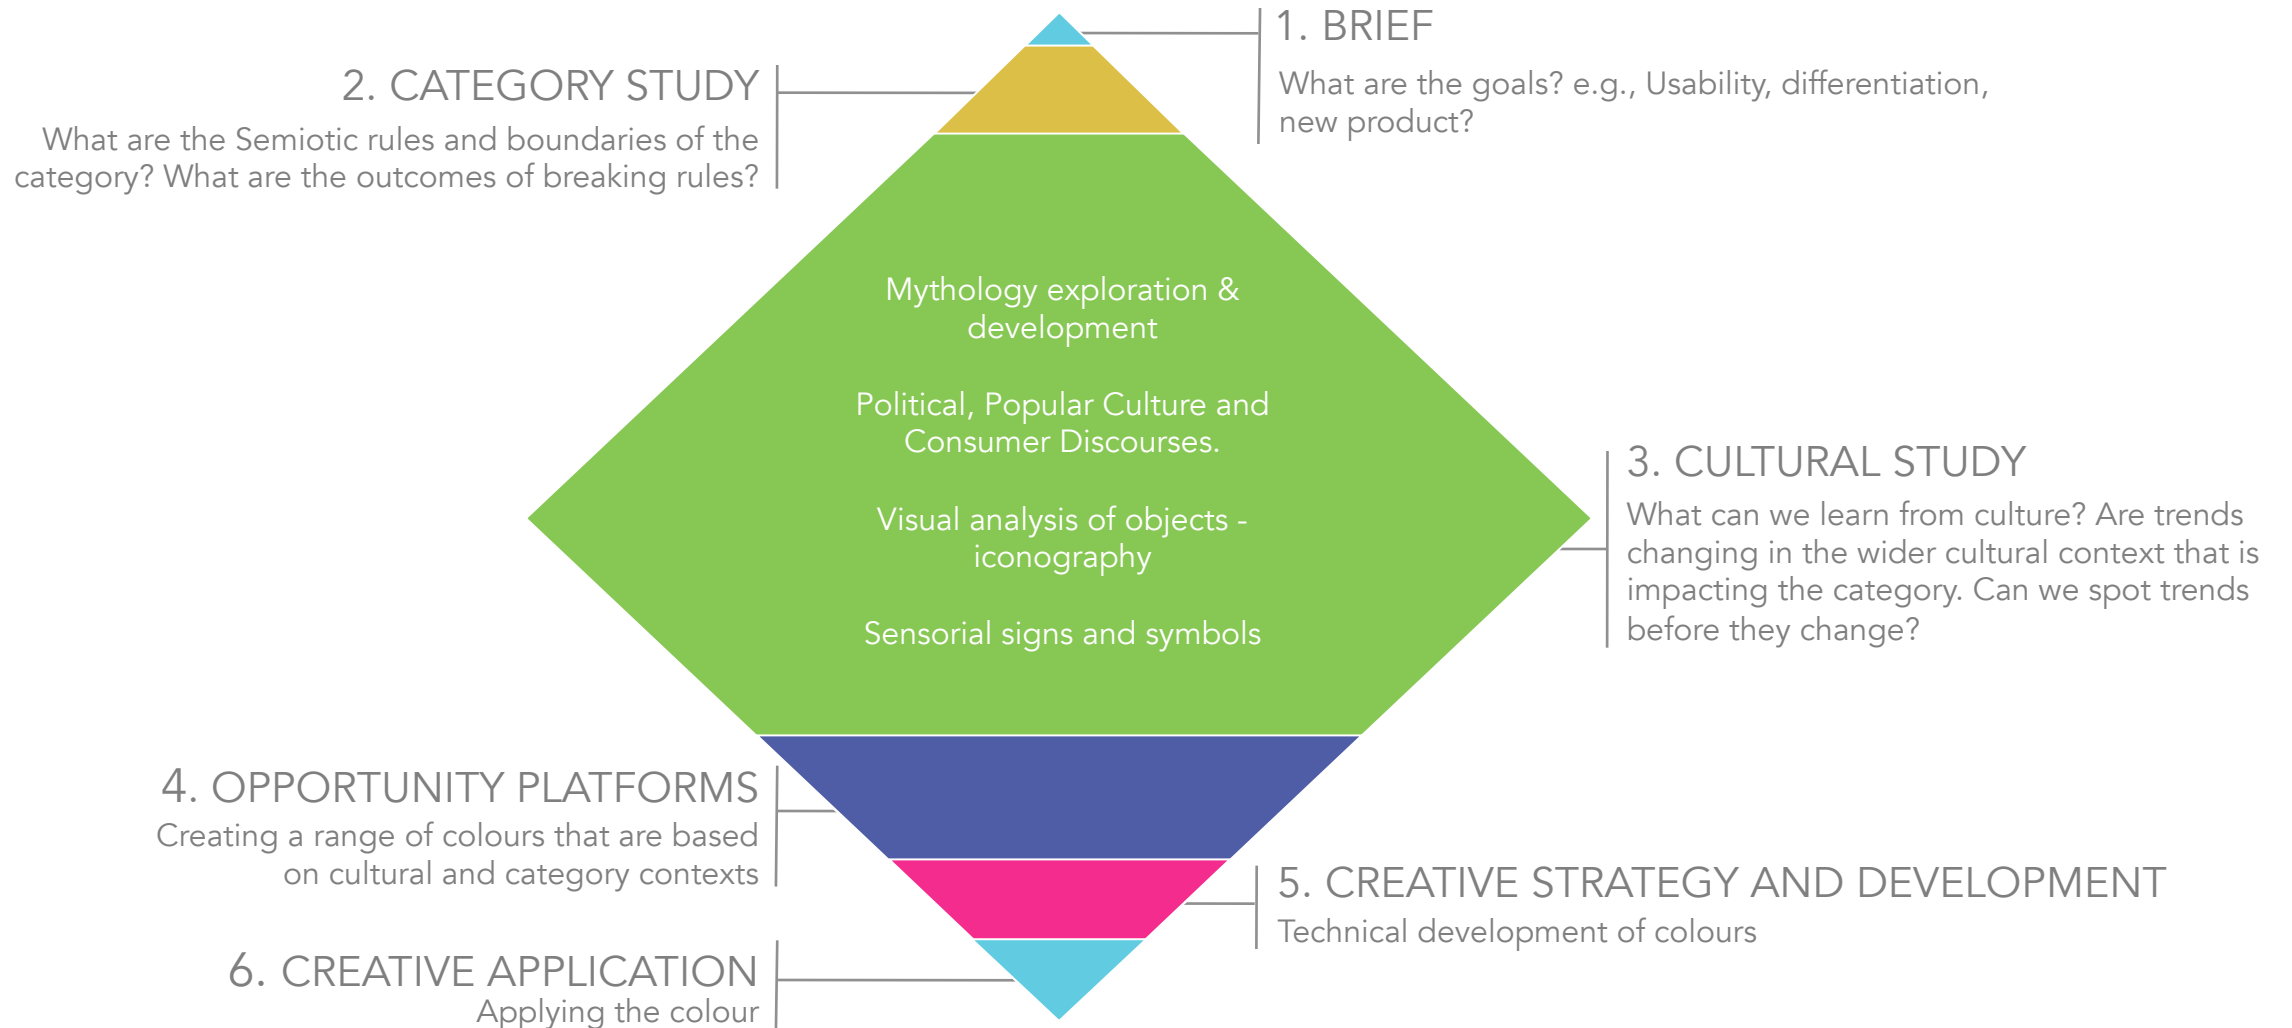 1. BRIEF
What are the goals? e.g., Usability, differentiation,
new product?
2. CATEGORY STUDY
What are the Semiotic rules and boundaries of the
category? What are the outcomes of breaking rules?
Mythology exploration &
development
Political, Popular Culture and
Consumer Discourses.
Visual analysis of objects -
iconography
Sensorial signs and symbols
3. CULTURAL STUDY
What can we learn from culture? Are trends
changing in the wider cultural context that is
impacting the category. Can we spot trends
before they change?
4. OPPORTUNITY PLATFORMS
Creating a range of colours that are based
on cultural and category contexts
5. CREATIVE STRATEGY AND DEVELOPMENT
Technical development of colours
6. CREATIVE APPLICATION
Applying the colour